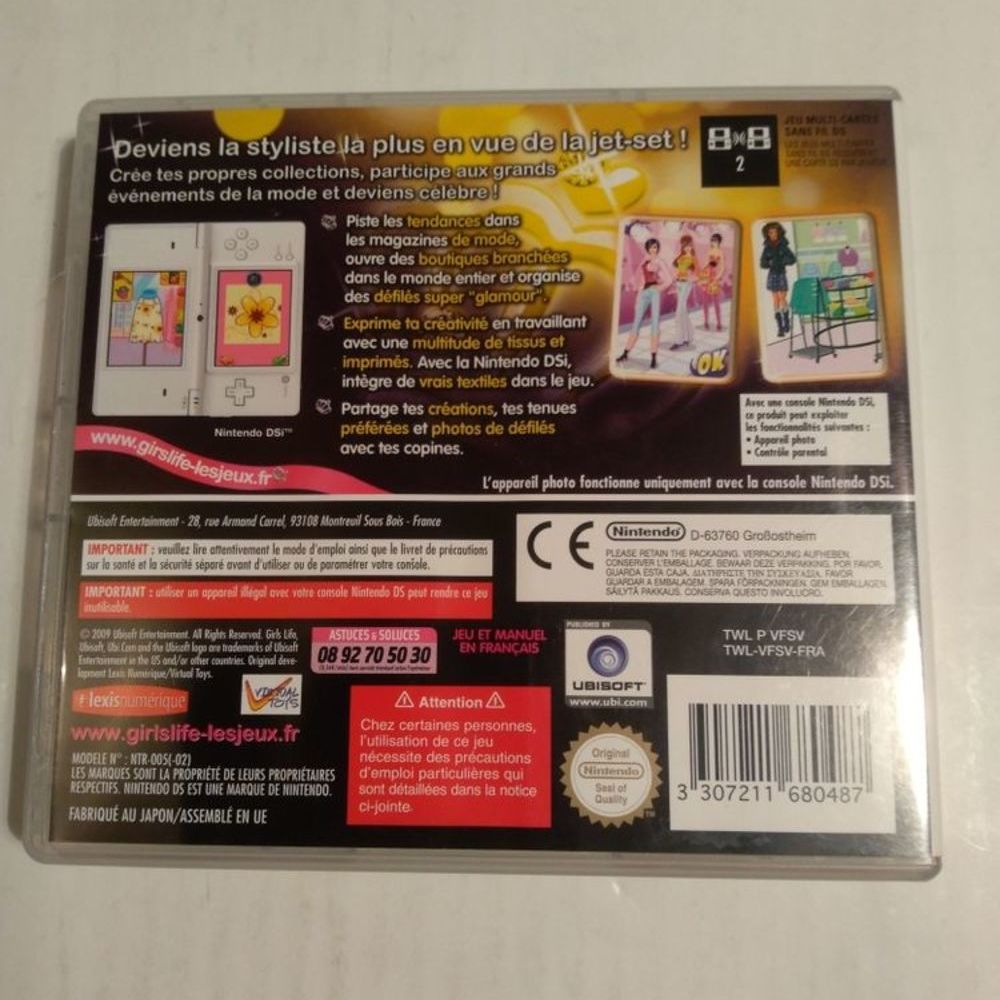 Deviens la styliste la plus en vue de la jet-set !
Crée tes propres collections, participe aux grands
événements de la mode et deviens célèbre !
2
JEU MULTI-CARTES
SANS FIL DS
Piste les tendances dans
les magazines de mode,
ouvre des boutiques branchées
dans le monde entier et organise
des défilés super "glamour".
Exprime ta créativité en travaillant
avec une multitude de tissus et
imprimés. Avec la Nintendo DSi,
intègre de vrais textiles dans le jeu.
Partage tes créations, tes tenues
préférées et photos de défilés
avec tes copines.
Nintendo DSi™
OK
Avec une console Nintendo DSi,
ce produit peut exploiter
les fonctionnalités suivantes :
• Appareil photo
• Contrôle parental
www.girslife-lesjeux.fr
L'appareil photo fonctionne uniquement avec la console Nintendo DSi.
Ubisoft Entertainment - 28, rue Armand Carrel, 93108 Montreuil Sous Bois - France
IMPORTANT : veuillez lire attentivement le mode d'emploi ainsi que le livret de précautions
sur la santé et la sécurité séparé avant d'utiliser ou de paramétrer votre console.
IMPORTANT : utiliser un appareil illégal avec votre console Nintendo DS peut rendre ce jeu
inutilisable.
CE
Nintendo D-63760 Großostheim
PLEASE RETAIN THE PACKAGING. VERPACKUNG AUFHEBEN.
CONSERVER L'EMBALLAGE. BEWAAR DEZE VERPAKKING. POR FAVOR,
GUARDA ESTA CAJA. ΔΙΑΤΗΡΗΣΤΕ ΤΗΝ ΣΥΣΚΕΥΑΣΙΑ. FAVOR
GUARDAR A EMBALAGEM. SPARA FÖRPACKNINGEN. GEM EMBALLAGEN.
SÄILYTÄ PAKKAUS. CONSERVA QUESTO INVOLUCRO.
© 2009 Ubisoft Entertainment. All Rights Reserved. Girls Life,
Ubisoft, Ubi.Com and the Ubisoft logo are trademarks of Ubisoft
Entertainment in the US and/or other countries. Original deve-
lopment Lexis Numérique/Virtual Toys.
ASTUCES & SOLUCES
08 92 70 50 30
JEU ET MANUEL
EN FRANÇAIS
PUBLISHED BY
UBISOFT
www.ubi.com
TWL P VFSV
TWL-VFSV-FRA
lexisnumérique
VIRTUAL
TOYS
www.girlslife-lesjeux.fr
MODELE N° : NTR-005(-02)
LES MARQUES SONT LA PROPRIÉTÉ DE LEURS PROPRIÉTAIRES
RESPECTIFS. NINTENDO DS EST UNE MARQUE DE NINTENDO.
FABRIQUÉ AU JAPON/ASSEMBLÉ EN UE
Attention
Chez certaines personnes,
l'utilisation de ce jeu
nécessite des précautions
d'emploi particulières qui
sont détaillées dans la notice
ci-jointe.
Original
Nintendo
Seal of
Quality
TM
3 307211 680487